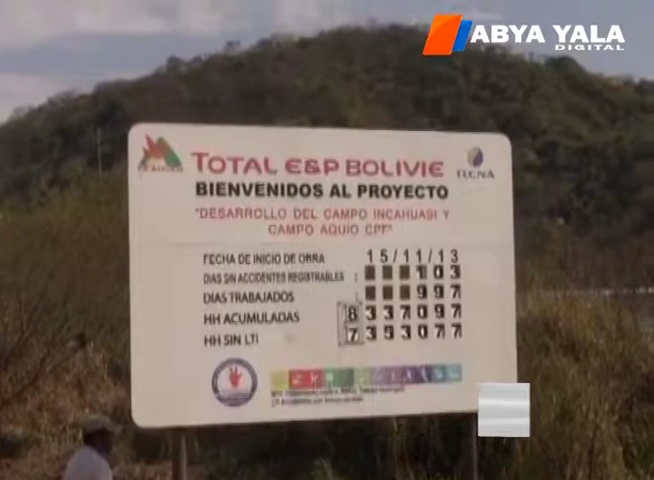 ABYA YALA
DIGITAL
TOTAL E&P BOLIVIE
TECNA
BIENVENIDOS AL PROYECTO
"DESARROLLO DEL CAMPO INCAHUASI Y
CAMPO AQUIO CPF"
FECHA DE INICIO DE OBRA 15/11/13
DIAS SIN ACCIDENTES REGISTRABLES : 103
DIAS TRABAJADOS : 997
HH ACUMULADAS 8337097
HH SIN LTI 7393077